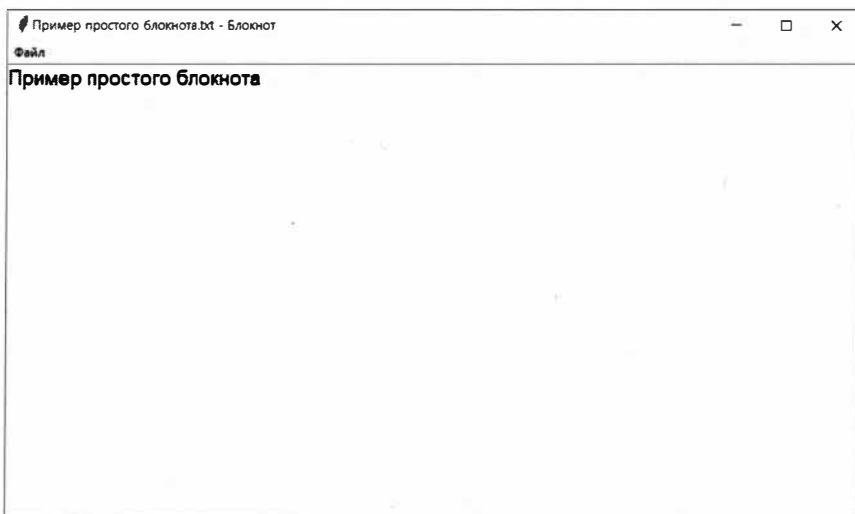 Пример простого блокнота.txt - Блокнот
Файл
Пример простого блокнота